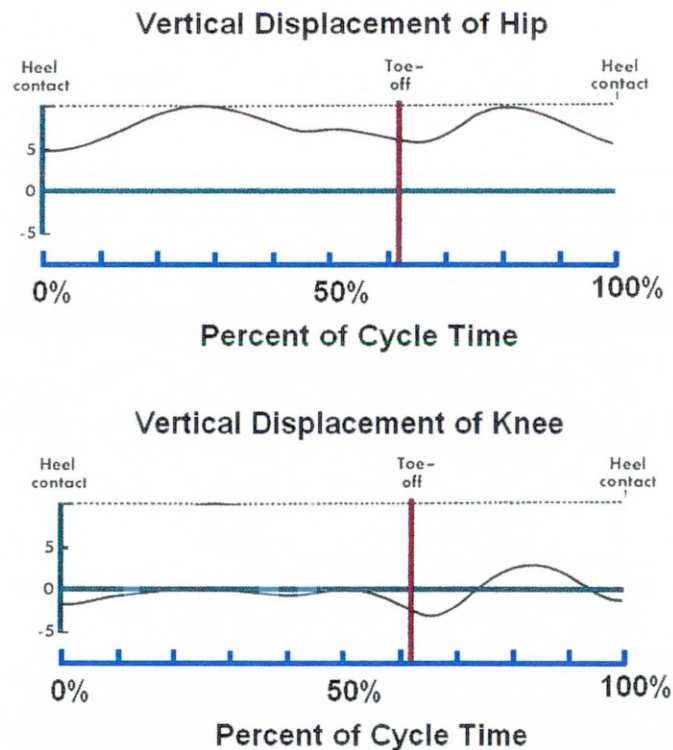 Vertical Displacement of Hip
Heel
contact
Toe-
off
Heel
contact
5
0
-5
0%
50%
100%
Percent of Cycle Time
Vertical Displacement of Knee
Heel
contact
Toe-
off
Heel
contact
5
0
-5
0%
50%
100%
Percent of Cycle Time